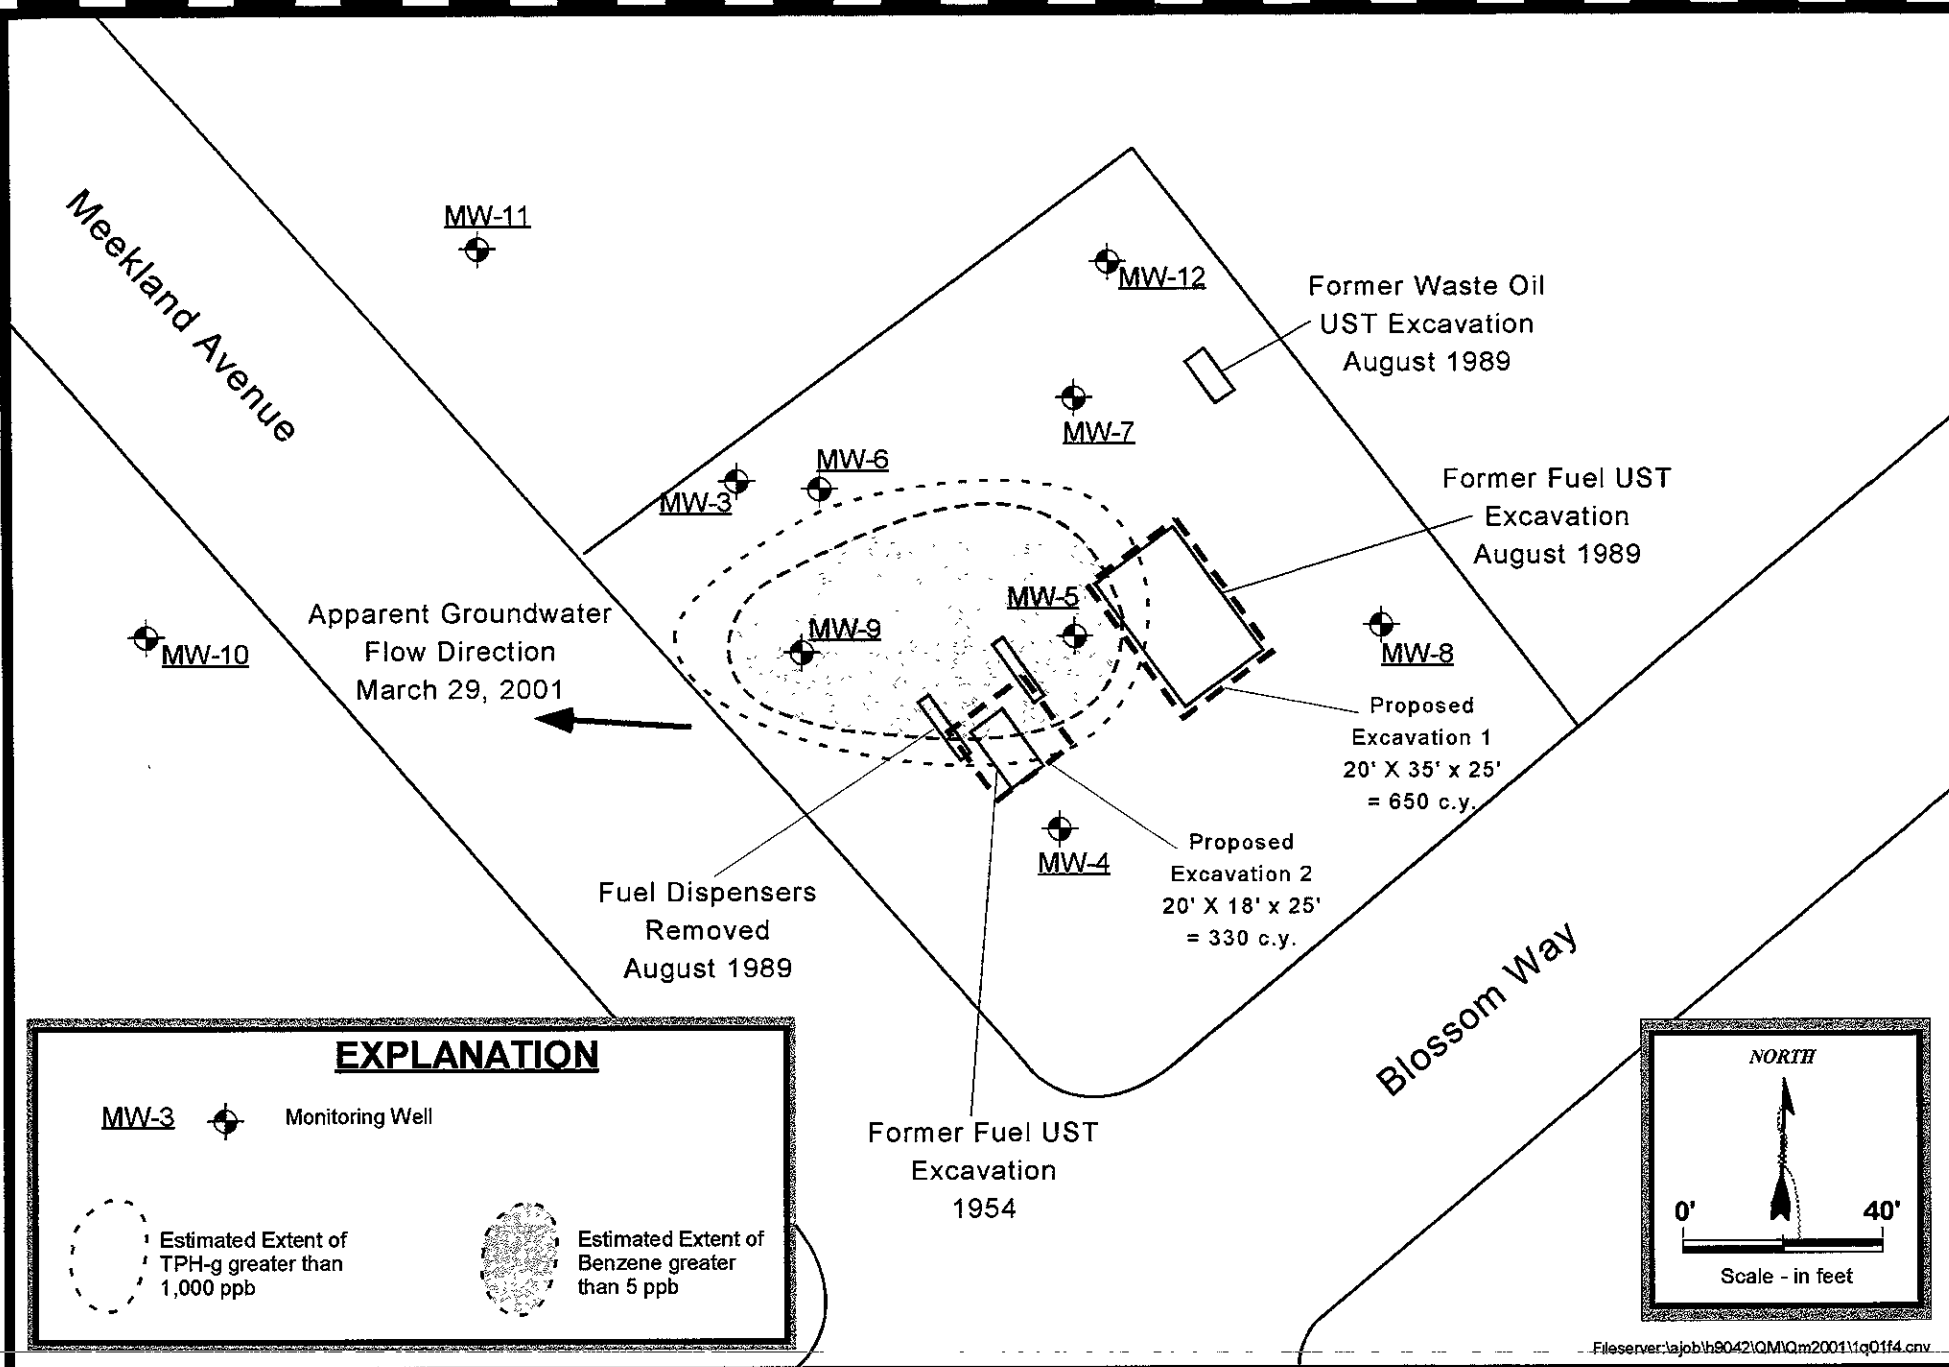 Meekland Avenue
MW-11
MW-12
Former Waste Oil
UST Excavation
August 1989
MW-7
MW-6
MW-3
Former Fuel UST
Excavation
August 1989
MW-5
MW-9
MW-10
Apparent Groundwater
Flow Direction
March 29, 2001
MW-8
Proposed
Excavation 1
20' X 35' x 25'
= 650 c.y.
MW-4
Proposed
Excavation 2
20' X 18' x 25'
= 330 c.y.
Fuel Dispensers
Removed
August 1989
Blossom Way
Former Fuel UST
Excavation
1954
EXPLANATION
MW-3
Monitoring Well
Estimated Extent of
TPH-g greater than
1,000 ppb
Estimated Extent of
Benzene greater
than 5 ppb
NORTH
0'
40'
Scale - in feet
Fileserver:\ajob\h9042\QM\Qm2001\1q01f4.cnv